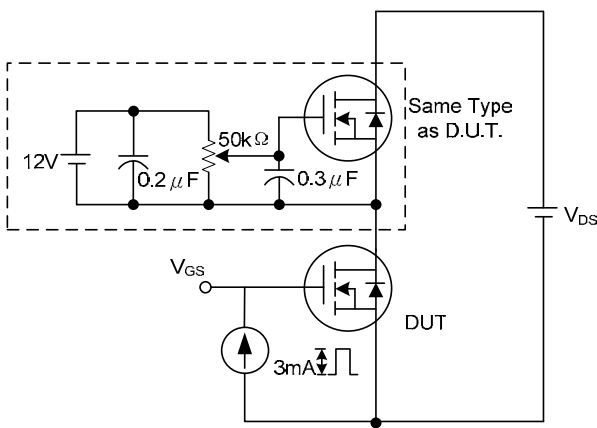 Same Type
as D.U.T.
12V
50kΩ
0.2μF
0.3μF
V_DS
V_GS
DUT
3mA